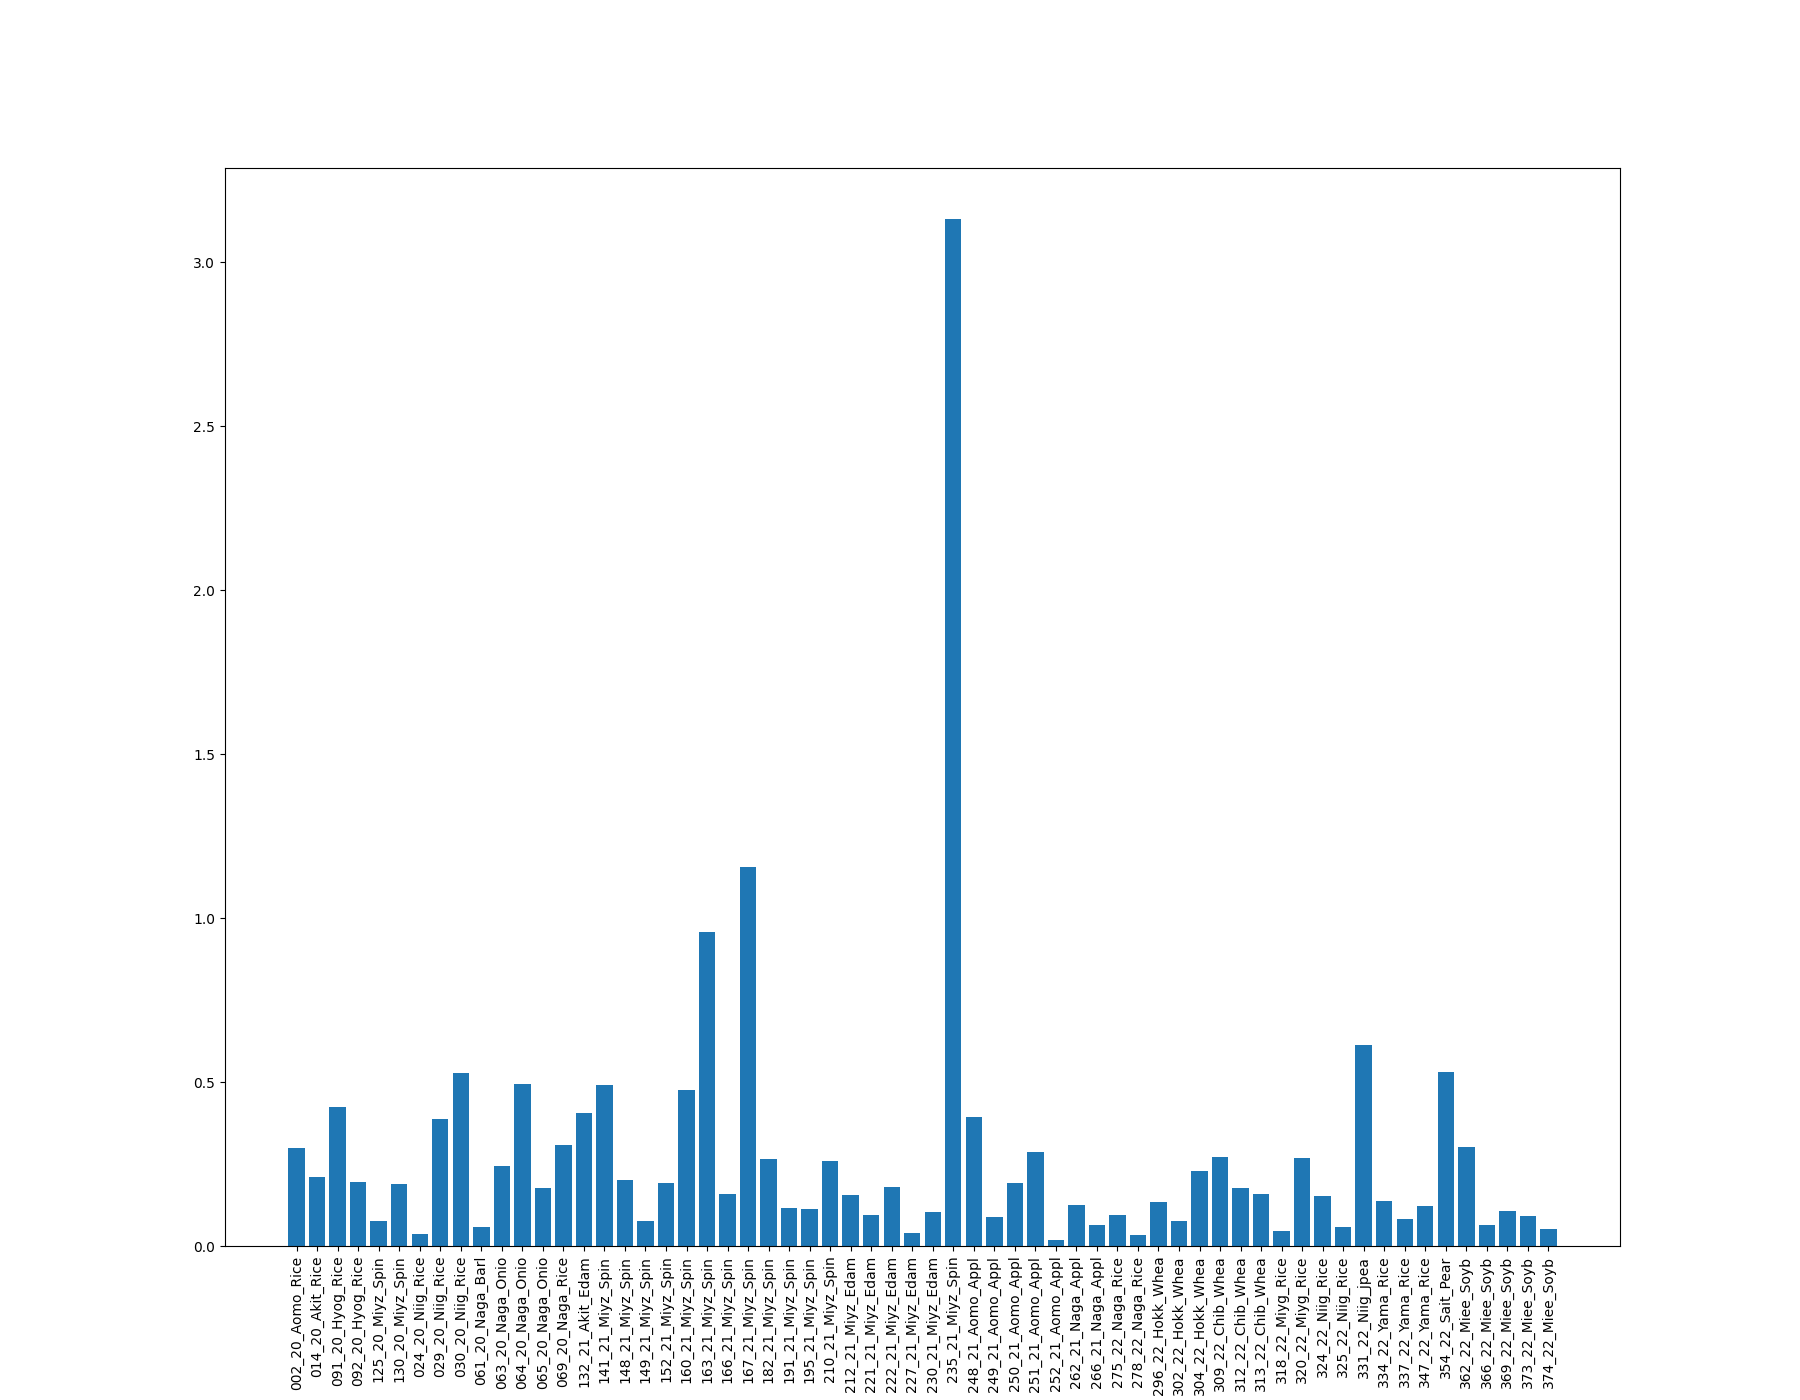 3.0
2.5
2.0
1.5
1.0
0.5
0.0
002_20_Aomo_Rice
014_20_Akit_Rice
091_20_Hyog_Rice
092_20_Hyog_Rice
125_20_Miyz_Spin
130_20_Miyz_Spin
024_20_Niig_Rice
029_20_Niig_Rice
030_20_Niig_Rice
061_20_Naga_Barl
063_20_Naga_Onio
064_20_Naga_Onio
065_20_Naga_Onio
069_20_Naga_Rice
132_21_Akit_Edam
141_21_Miyz_Spin
148_21_Miyz_Spin
149_21_Miyz_Spin
152_21_Miyz_Spin
160_21_Miyz_Spin
163_21_Miyz_Spin
166_21_Miyz_Spin
167_21_Miyz_Spin
182_21_Miyz_Spin
191_21_Miyz_Spin
195_21_Miyz_Spin
210_21_Miyz_Spin
212_21_Miyz_Edam
221_21_Miyz_Edam
222_21_Miyz_Edam
227_21_Miyz_Edam
230_21_Miyz_Edam
235_21_Miyz_Spin
248_21_Aomo_Appl
249_21_Aomo_Appl
250_21_Aomo_Appl
251_21_Aomo_Appl
252_21_Aomo_Appl
262_21_Naga_Appl
266_21_Naga_Appl
275_22_Naga_Rice
278_22_Naga_Rice
296_22_Hokk_Whea
302_22_Hokk_Whea
304_22_Hokk_Whea
309_22_Chib_Whea
312_22_Chib_Whea
313_22_Chib_Whea
318_22_Miyg_Rice
320_22_Miyg_Rice
324_22_Niig_Rice
325_22_Niig_Rice
331_22_Niig_jpea
334_22_Yama_Rice
337_22_Yama_Rice
347_22_Yama_Rice
354_22_Sait_Pear
362_22_Miee_Soyb
366_22_Miee_Soyb
369_22_Miee_Soyb
373_22_Miee_Soyb
374_22_Miee_Soyb